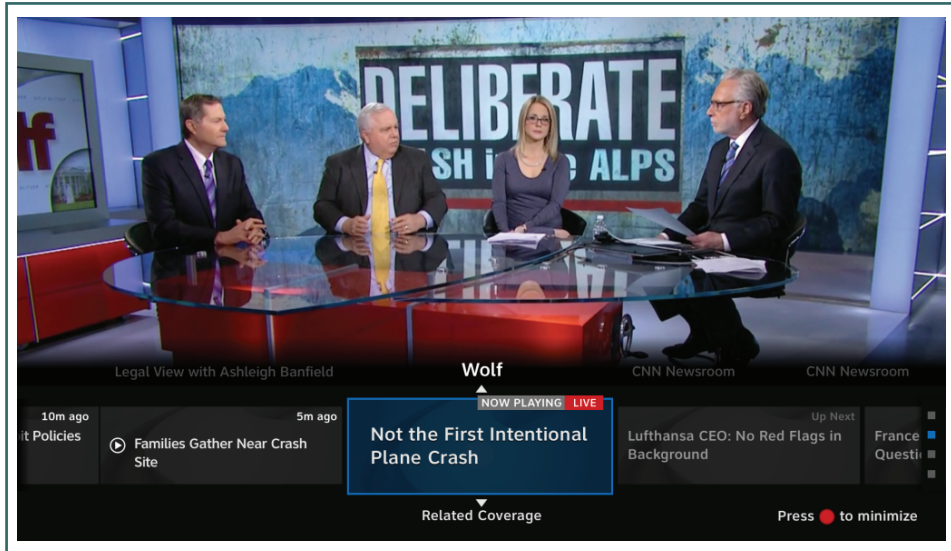 DELIBERATE
ALPS
Legal View with Ashleigh Banfield
Wolf
CNN Newsroom
CNN Newsroom
NOW PLAYING LIVE
10m ago
it Policies
5m ago
Families Gather Near Crash
Site
Not the First Intentional
Plane Crash
Up Next
Lufthansa CEO: No Red Flags in
Background
France
Related Coverage
Press to minimize